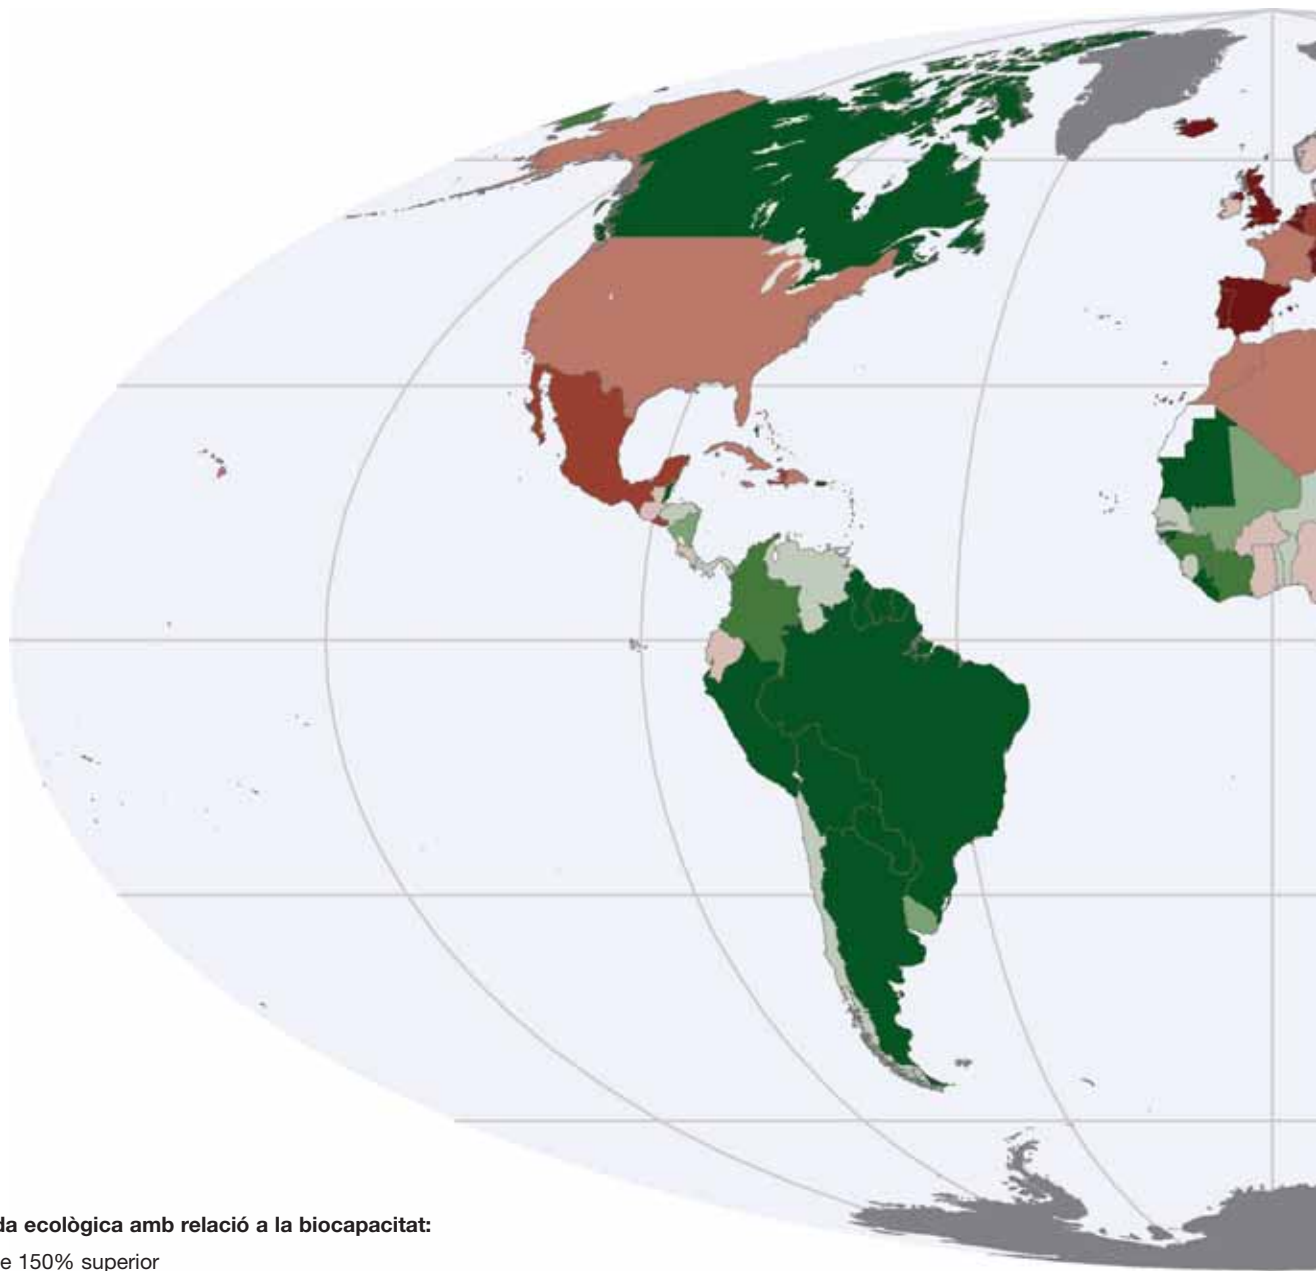 da ecològica amb relació a la biocapacitat:
e 150% superior